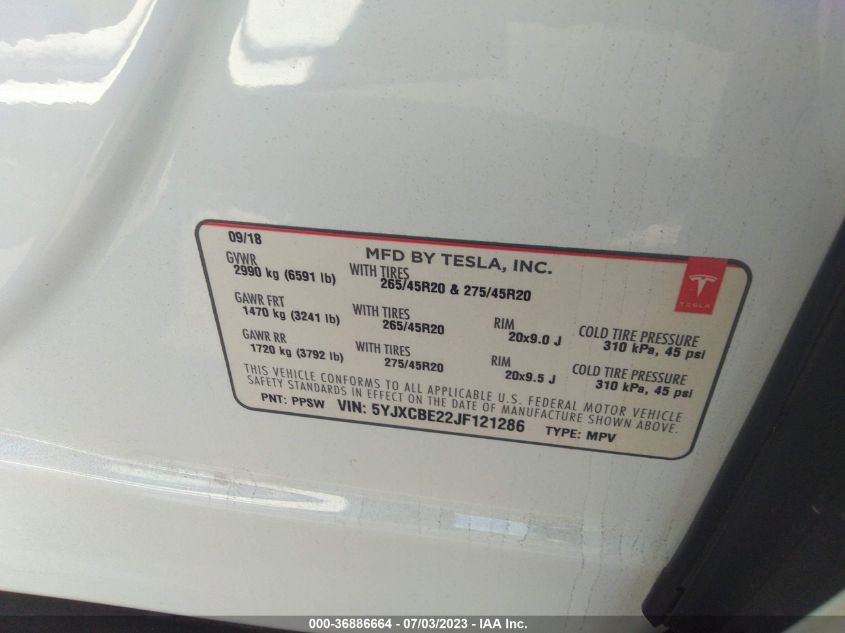 09/18
MFD BY TESLA, INC.
GVWR
2990 kg (6591 lb)
WITH TIRES
265/45R20 & 275/45R20
TESLA
GAWR FRT
1470 kg (3241 lb)
WITH TIRES
265/45R20
RIM
20x9.0 J
COLD TIRE PRESSURE
310 kPa, 45 psi
GAWR RR
1720 kg (3792 lb)
WITH TIRES
275/45R20
RIM
20x9.5 J
COLD TIRE PRESSURE
310 kPa, 45 psi
THIS VEHICLE CONFORMS TO ALL APPLICABLE U.S. FEDERAL MOTOR VEHICLE
SAFETY STANDARDS IN EFFECT ON THE DATE OF MANUFACTURE SHOWN ABOVE.
PNT: PPSW VIN: 5YJXCBE22JF121286 TYPE: MPV
000-36886664 - 07/03/2023 - IAA Inc.